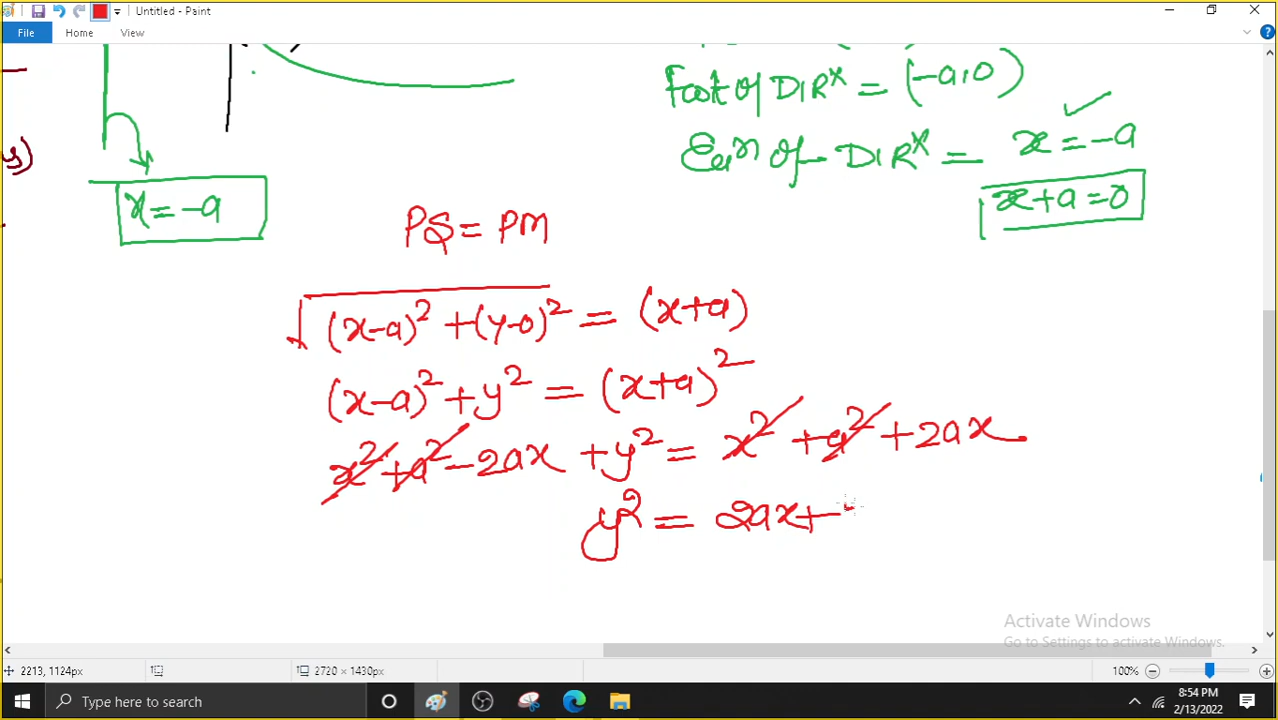 Untitled - Paint
File Home View
Foot of DIRˣ = (-a,0)
Eqⁿ of DIRˣ = x = -a
x+a=0
x = -a
PS = PM
√(x-a)² + (y-0)² = (x+a)
(x-a)² + y² = (x+a)²
x² + a² - 2ax + y² = x² + a² + 2ax
y² = 2ax +
Activate Windows
Go to Settings to activate Windows.
2213, 1124px
2720 × 1430px
100%
Type here to search
8:54 PM
2/13/2022